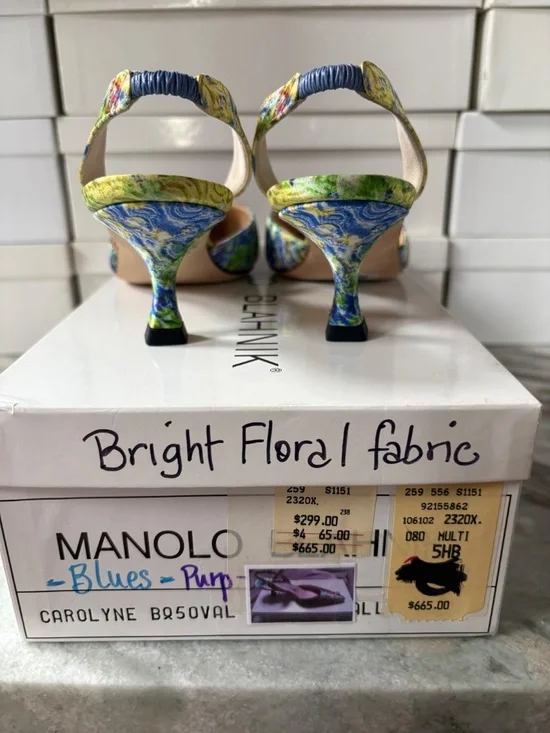 BLAHNIK®
Bright Floral fabric
259 S1151
2320X.
238
$299.00
$4 65.00
$665.00
259 556 S1151
92155862
106102 2320X.
080 MULTI
5HB
$665.00
MANOLO
- Blues - Purp -
CAROLYNE BB50VAL